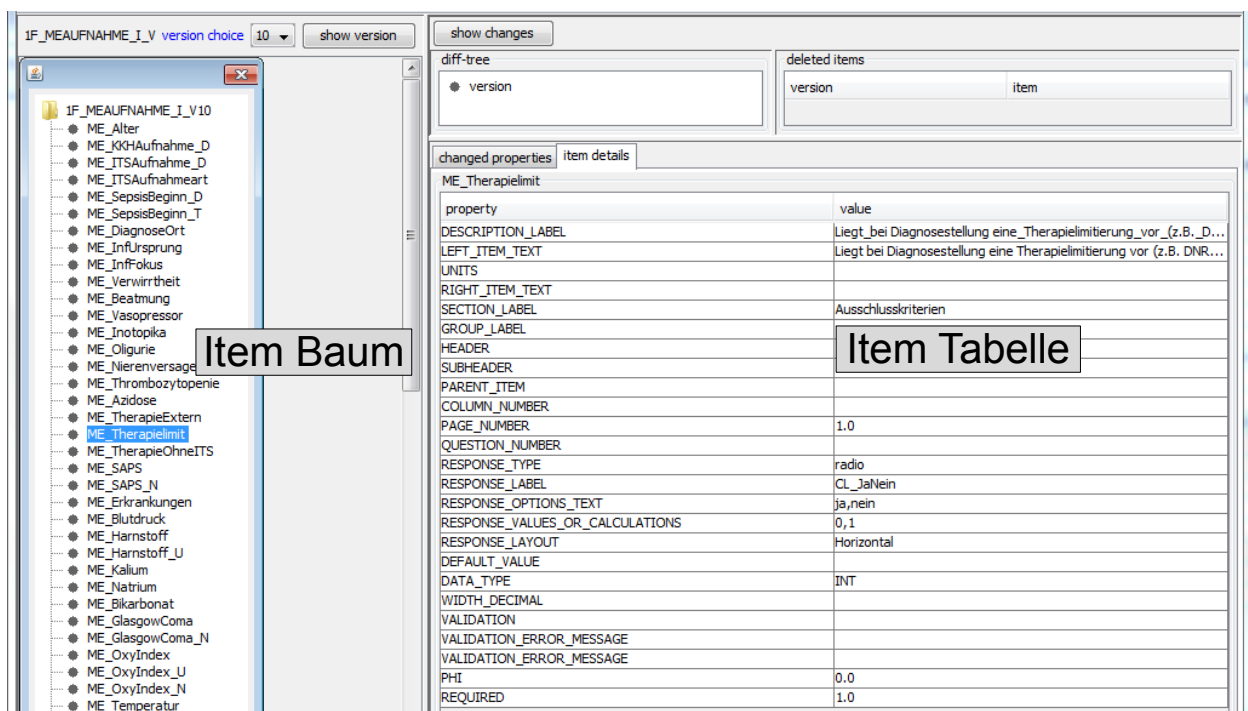 1F_MEAUFNAHME_I_V version choice 10 show version
1F_MEAUFNAHME_I_V10
ME_Alter
ME_KKHAufnahme_D
ME_ITSAufnahme_D
ME_ITSAufnahmeart
ME_SepsisBeginn_D
ME_SepsisBeginn_T
ME_DiagnoseOrt
ME_InfUrsprung
ME_InfFokus
ME_Verwirrtheit
ME_Beatmung
ME_Vasopressor
ME_Inotopika
ME_Oligurie
ME_Nierenversage
ME_Thrombozytopenie
ME_Azidose
ME_TherapieExtern
ME_Therapielimit
ME_TherapieOhneITS
ME_SAPS
ME_SAPS_N
ME_Erkrankungen
ME_Blutdruck
ME_Harnstoff
ME_Harnstoff_U
ME_Kalium
ME_Natrium
ME_Bikarbonat
ME_GlasgowComa
ME_GlasgowComa_N
ME_OxyIndex
ME_OxyIndex_U
ME_OxyIndex_N
ME_Temperatur
Item Baum
show changes
diff-tree
version
deleted items
version item
changed properties item details
ME_Therapielimit
property value
DESCRIPTION_LABEL Liegt_bei Diagnosestellung eine_Therapielimitierung_vor_(z.B._D...
LEFT_ITEM_TEXT Liegt bei Diagnosestellung eine Therapielimitierung vor (z.B. DNR...
UNITS
RIGHT_ITEM_TEXT
SECTION_LABEL Ausschlusskriterien
GROUP_LABEL
HEADER
SUBHEADER
PARENT_ITEM
COLUMN_NUMBER
PAGE_NUMBER 1.0
QUESTION_NUMBER
RESPONSE_TYPE radio
RESPONSE_LABEL CL_JaNein
RESPONSE_OPTIONS_TEXT ja,nein
RESPONSE_VALUES_OR_CALCULATIONS 0,1
RESPONSE_LAYOUT Horizontal
DEFAULT_VALUE
DATA_TYPE INT
WIDTH_DECIMAL
VALIDATION
VALIDATION_ERROR_MESSAGE
VALIDATION_ERROR_MESSAGE
PHI 0.0
REQUIRED 1.0
Item Tabelle